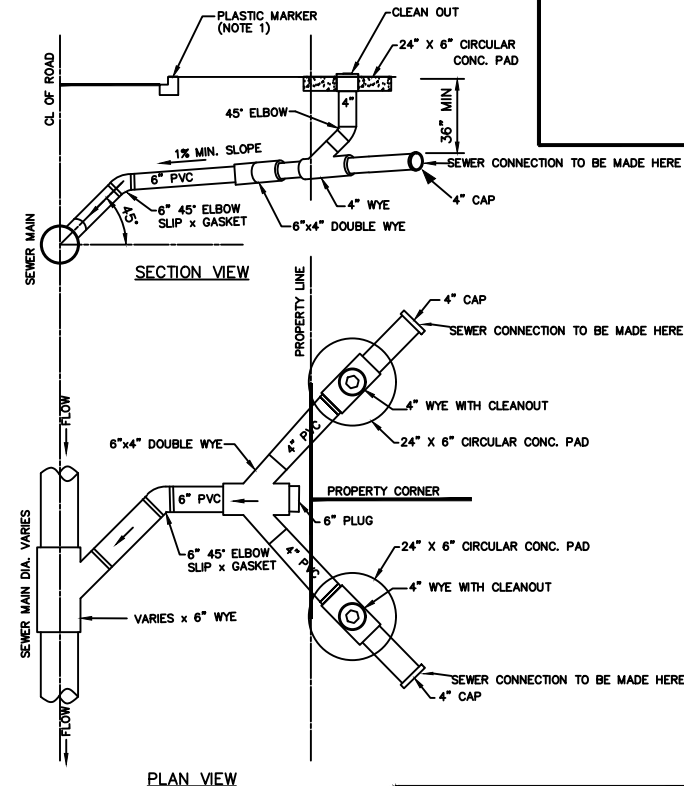 PLASTIC MARKER
(NOTE 1)
CLEAN OUT
24" X 6" CIRCULAR
CONC. PAD
CL OF ROAD
4"
36" MIN
45° ELBOW
1% MIN. SLOPE
SEWER CONNECTION TO BE MADE HERE
6" PVC
4" WYE
4" CAP
6" 45° ELBOW
SLIP x GASKET
45°
6"x4" DOUBLE WYE
SEWER MAIN
SECTION VIEW
PROPERTY LINE
4" CAP
SEWER CONNECTION TO BE MADE HERE
FLOW
4" WYE WITH CLEANOUT
4" PVC
6"x4" DOUBLE WYE
24" X 6" CIRCULAR CONC. PAD
6" PVC
PROPERTY CORNER
6" PLUG
SEWER MAIN DIA. VARIES
6" 45° ELBOW
SLIP x GASKET
24" X 6" CIRCULAR CONC. PAD
4" PVC
4" WYE WITH CLEANOUT
VARIES x 6" WYE
SEWER CONNECTION TO BE MADE HERE
4" CAP
FLOW
PLAN VIEW